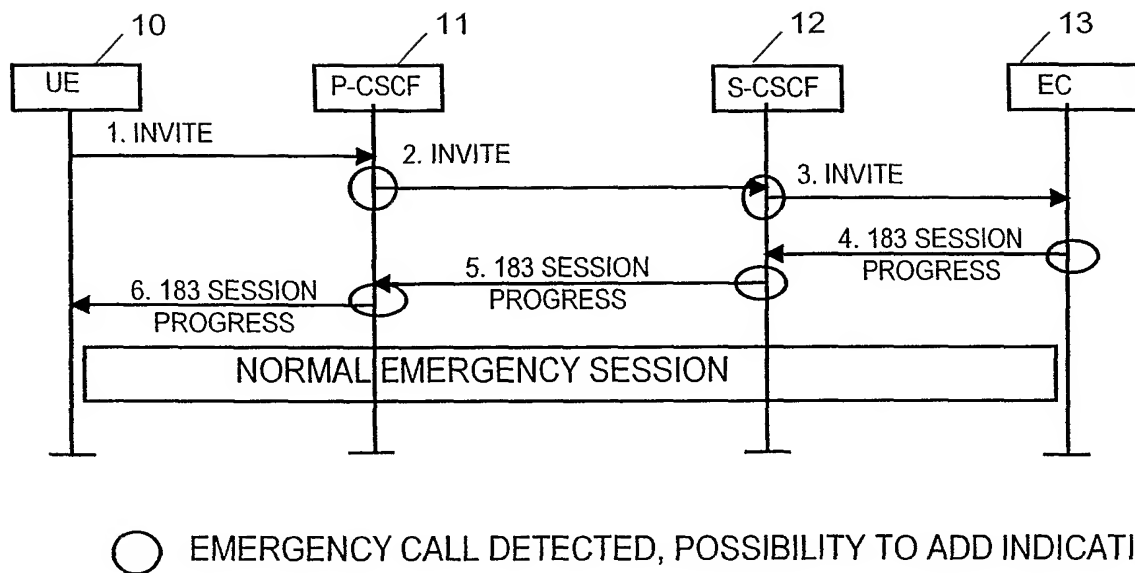 10
11
12
13
UE
P-CSCF
S-CSCF
EC
1. INVITE
2. INVITE
3. INVITE
4. 183 SESSION
PROGRESS
5. 183 SESSION
PROGRESS
6. 183 SESSION
PROGRESS
NORMAL EMERGENCY SESSION
EMERGENCY CALL DETECTED, POSSIBILITY TO ADD INDICATI